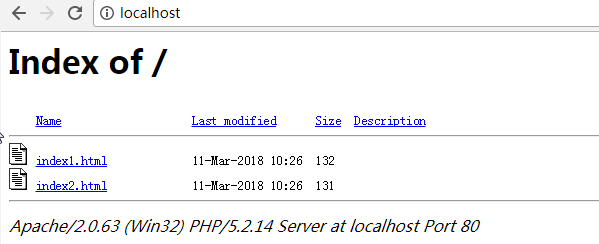 localhost
Index of /
Name Last modified Size Description
index1.html 11-Mar-2018 10:26 132
index2.html 11-Mar-2018 10:26 131
Apache/2.0.63 (Win32) PHP/5.2.14 Server at localhost Port 80